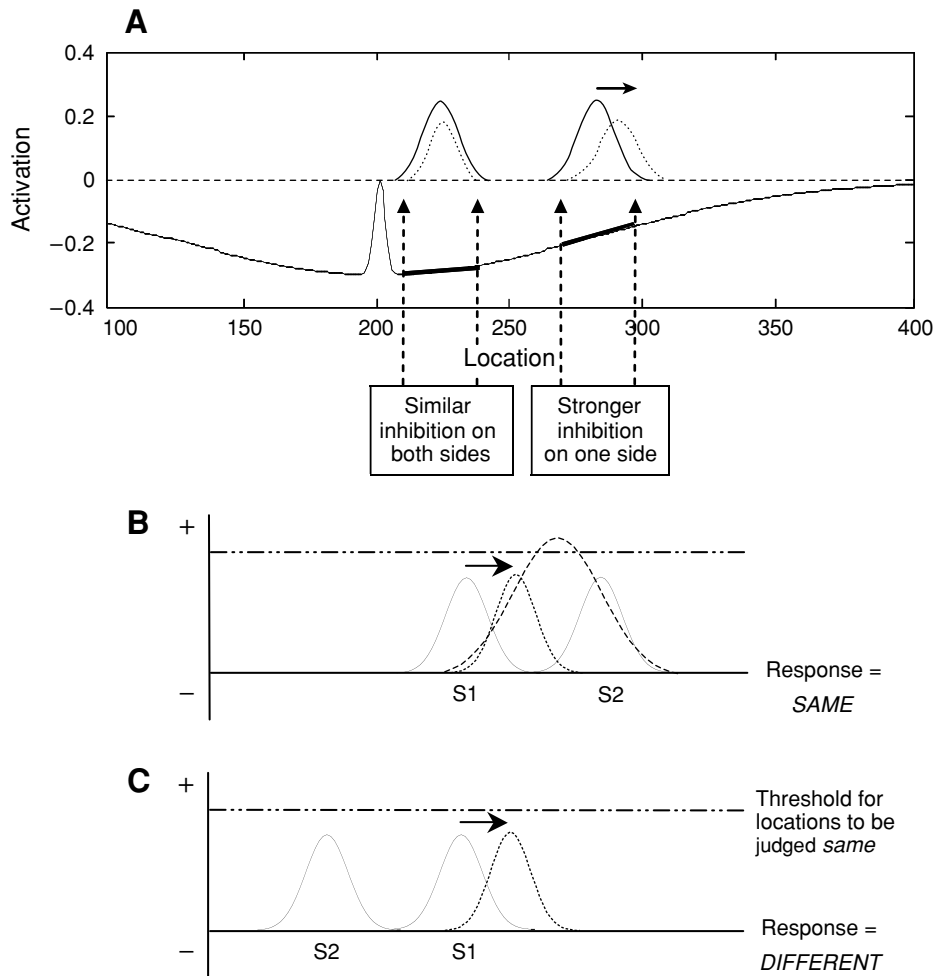 A
0.4
0.2
0
−0.2
−0.4
Activation
100 150 200 250 300 350 400
Location
Similar
inhibition on
both sides
Stronger
inhibition
on one side
B
+
−
S1 S2
Response =
SAME
C
+
−
Threshold for
locations to be
judged same
S2 S1
Response =
DIFFERENT